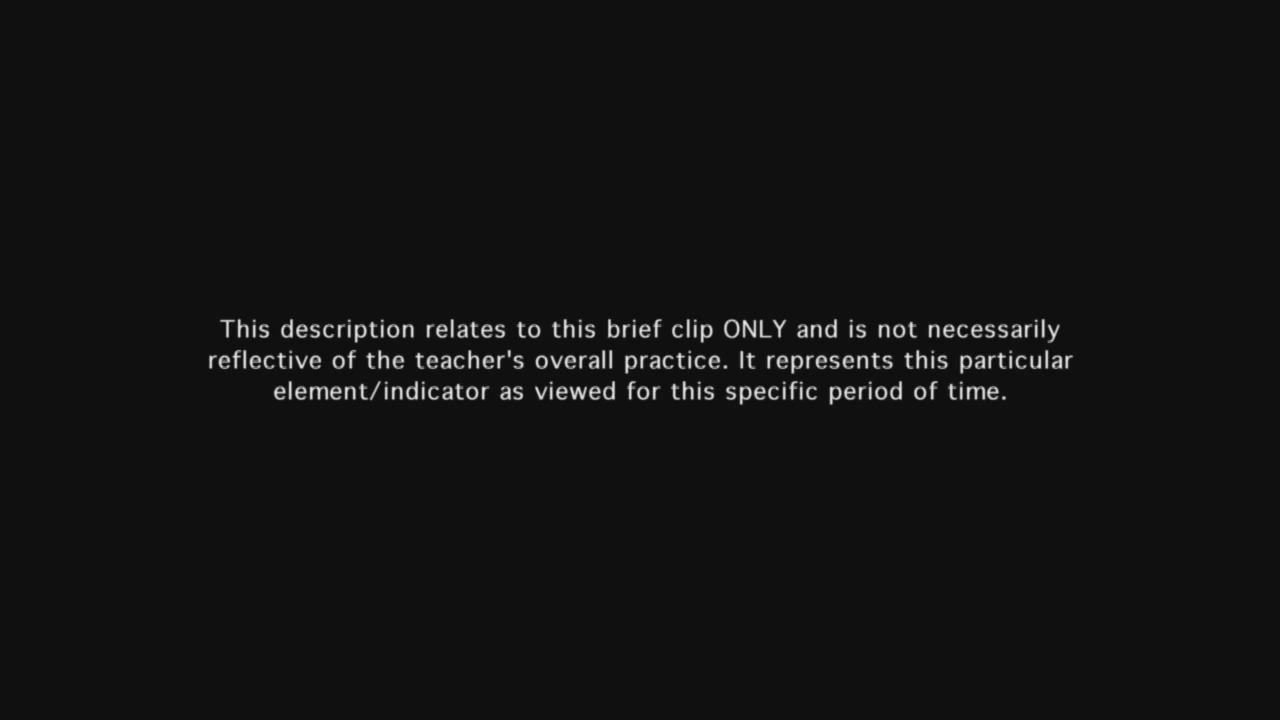 This description relates to this brief clip ONLY and is not necessarily
reflective of the teacher's overall practice. It represents this particular
element/indicator as viewed for this specific period of time.